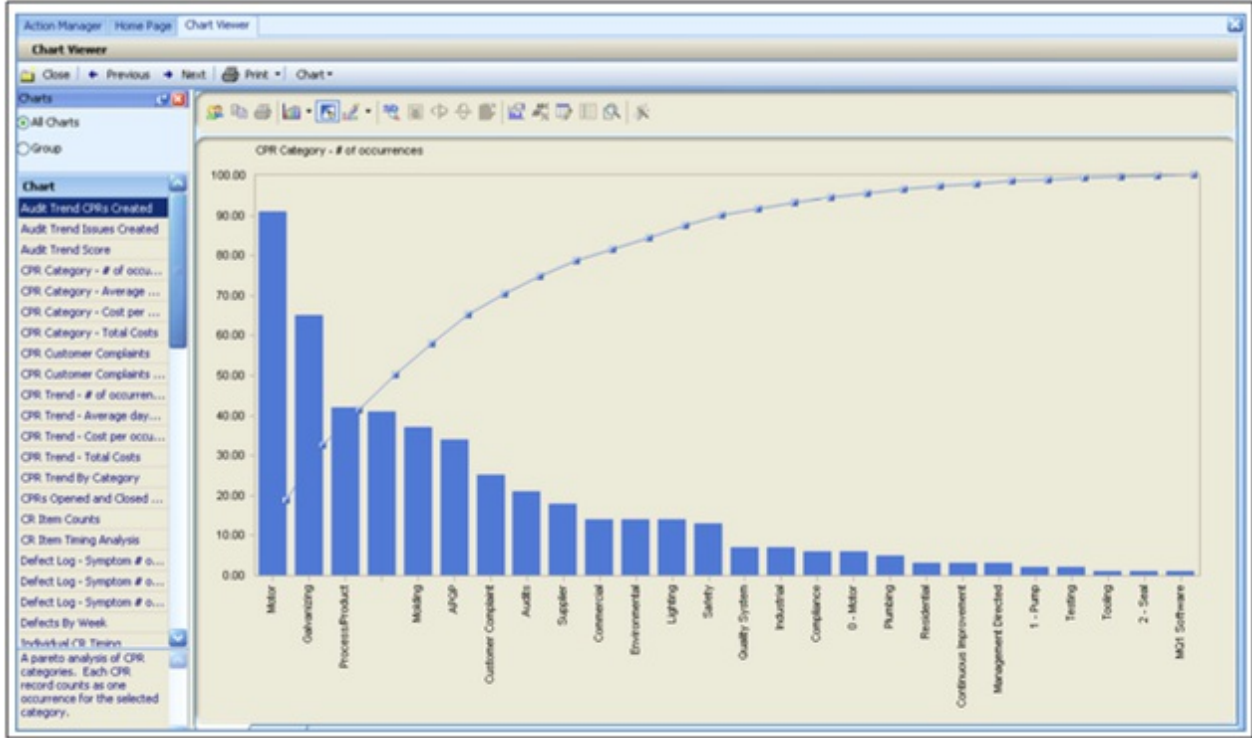 Action Manager Home Page Chart Viewer
Chart Viewer
Close Previous Next Print Chart
Charts
All Charts
Group
Chart
Audit Trend CPRs Created
Audit Trend Issues Created
Audit Trend Score
CPR Category - # of occu...
CPR Category - Average ...
CPR Category - Cost per ...
CPR Category - Total Costs
CPR Customer Complaints
CPR Customer Complaints ...
CPR Trend - # of occurren...
CPR Trend - Average day...
CPR Trend - Cost per occu...
CPR Trend - Total Costs
CPR Trend By Category
CPRs Opened and Closed ...
CR Item Counts
CR Item Timing Analysis
Defect Log - Symptom # o...
Defect Log - Symptom # o...
Defect Log - Symptom # o...
Defects By Week
Individual CR Timing
A pareto analysis of CPR
categories. Each CPR
record counts as one
occurrence for the selected
category.
CPR Category - # of occurrences
100.00
90.00
80.00
70.00
60.00
50.00
40.00
30.00
20.00
10.00
0.00
Motor
Galvanizing
Process/Product
Molding
APQP
Customer Complaint
Audits
Supplier
Commercial
Environmental
Lighting
Safety
Quality System
Industrial
Compliance
0 - Motor
Plumbing
Residential
Continuous Improvement
Management Directed
1 - Pump
Testing
Tooling
2 - Seal
MQ1 Software